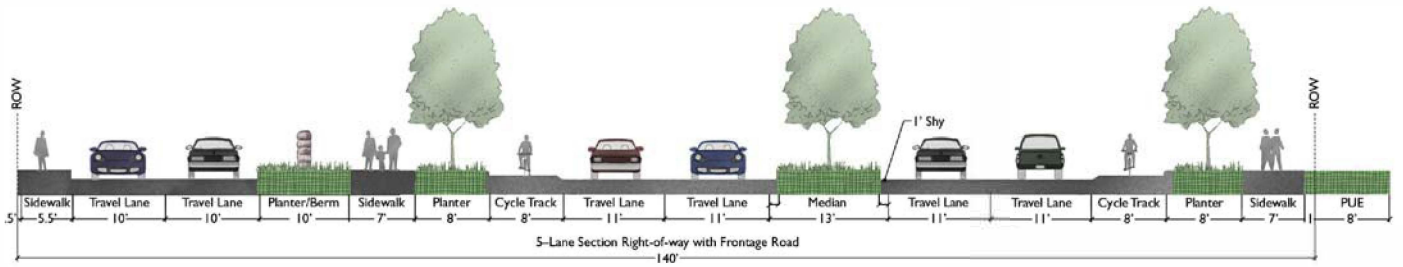 ROW
ROW
1' Shy
Sidewalk Travel Lane Travel Lane Planter/Berm Sidewalk Planter Cycle Track Travel Lane Travel Lane Median Travel Lane Travel Lane Cycle Track Planter Sidewalk PUE
.5' 5.5' 10' 10' 10' 7' 8' 8' 11' 11' 13' 11' 11' 8' 8' 7' 1 8'
5-Lane Section Right-of-way with Frontage Road
140'